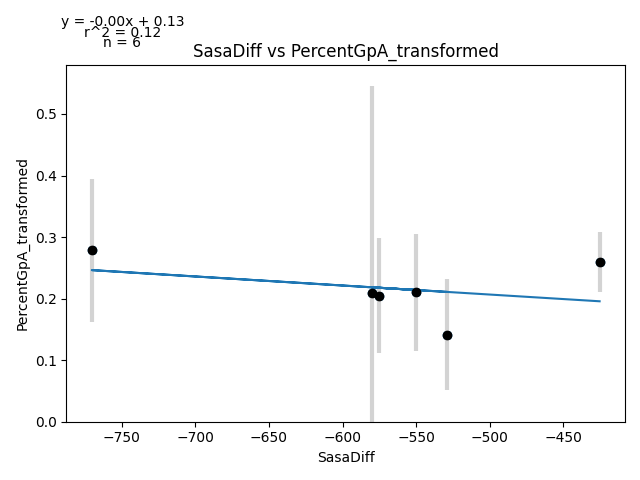 y = -0.00x + 0.13
r^2 = 0.12
n = 6
SasaDiff vs PercentGpA_transformed
PercentGpA_transformed
0.5
0.4
0.3
0.2
0.1
0.0
−750
−700
−650
−600
−550
−500
−450
SasaDiff